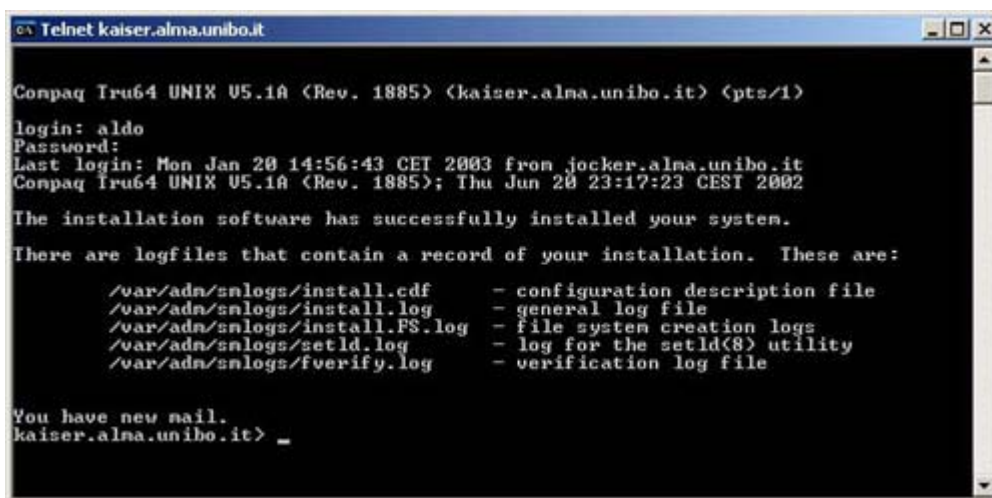 Telnet kaiser.alma.unibo.it
Compaq Tru64 UNIX V5.1A (Rev. 1885) (kaiser.alma.unibo.it) (pts/1)
login: aldo
Password:
Last login: Mon Jan 20 14:56:43 CET 2003 from jocker.alma.unibo.it
Compaq Tru64 UNIX V5.1A (Rev. 1885); Thu Jun 20 23:17:23 CEST 2002
The installation software has successfully installed your system.
There are logfiles that contain a record of your installation.  These are:
/var/adm/smlogs/install.cdf - configuration description file
/var/adm/smlogs/install.log - general log file
/var/adm/smlogs/install.FS.log - file system creation logs
/var/adm/smlogs/setld.log - log for the setld(8) utility
/var/adm/smlogs/fverify.log - verification log file
You have new mail.
kaiser.alma.unibo.it> _